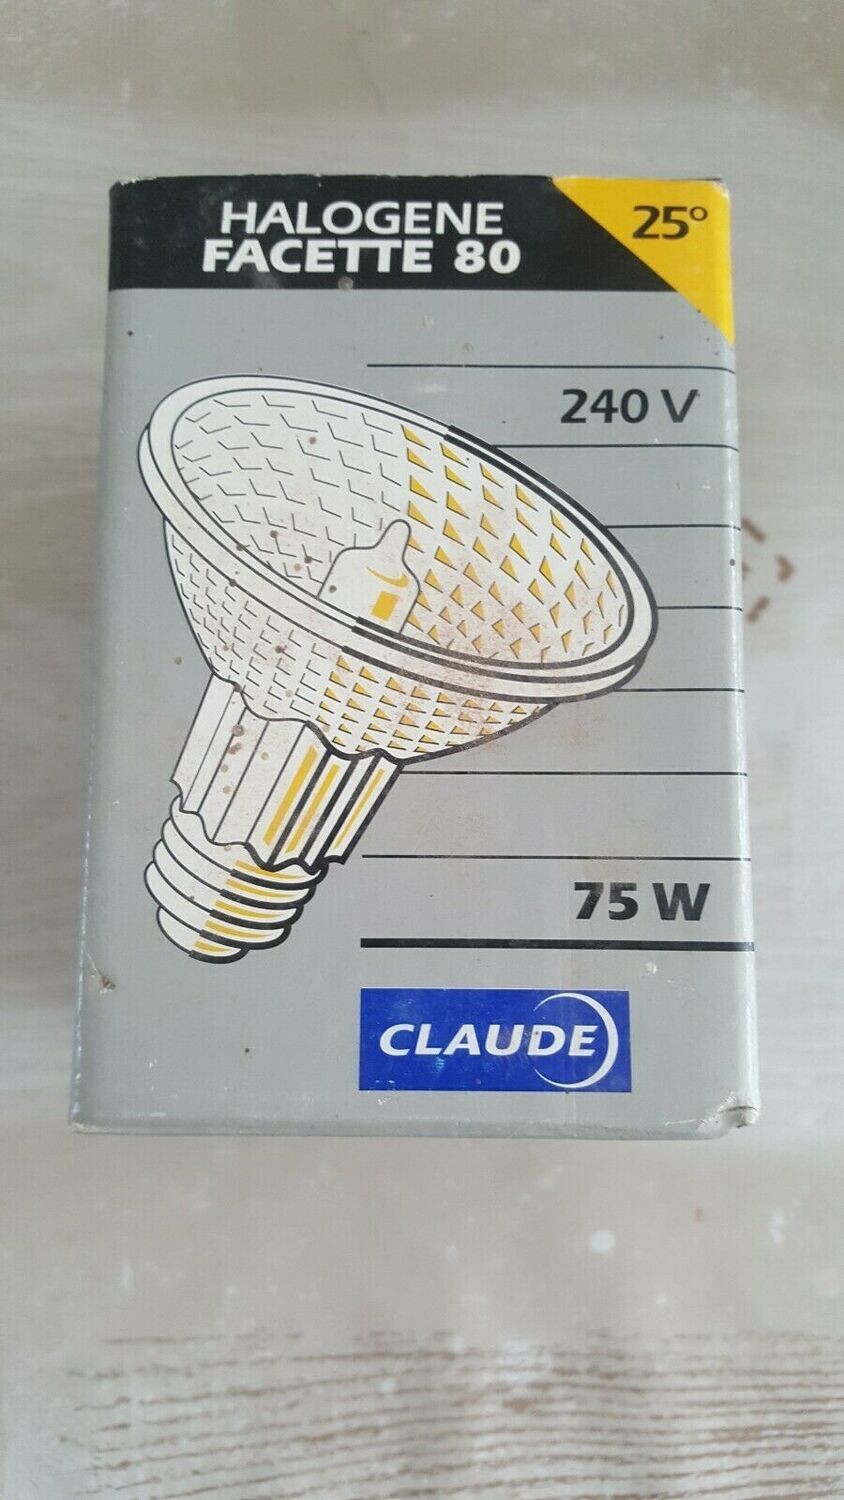 HALOGENE
FACETTE 80
25°
240 V
75 W
CLAUDE